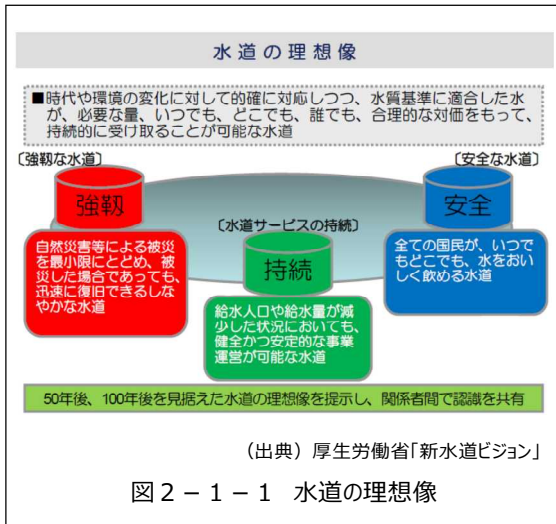 水道の理想像
■時代や環境の変化に対して的確に対応しつつ、水質基準に適合した水
が、必要な量、いつでも、どこでも、誰でも、合理的な対価をもって、
持続的に受け取ることが可能な水道
〔強靱な水道〕
強靱
自然災害等による被災
を最小限にとどめ、被
災した場合であっても、
迅速に復旧できるしな
やかな水道
〔水道サービスの持続〕
持続
給水人口や給水量が減
少した状況においても、
健全かつ安定的な事業
運営が可能な水道
〔安全な水道〕
安全
全ての国民が、いつで
もどこでも、水をおい
しく飲める水道
50年後、100年後を見据えた水道の理想像を提示し、関係者間で認識を共有
（出典）厚生労働省「新水道ビジョン」
図２－１－１ 水道の理想像